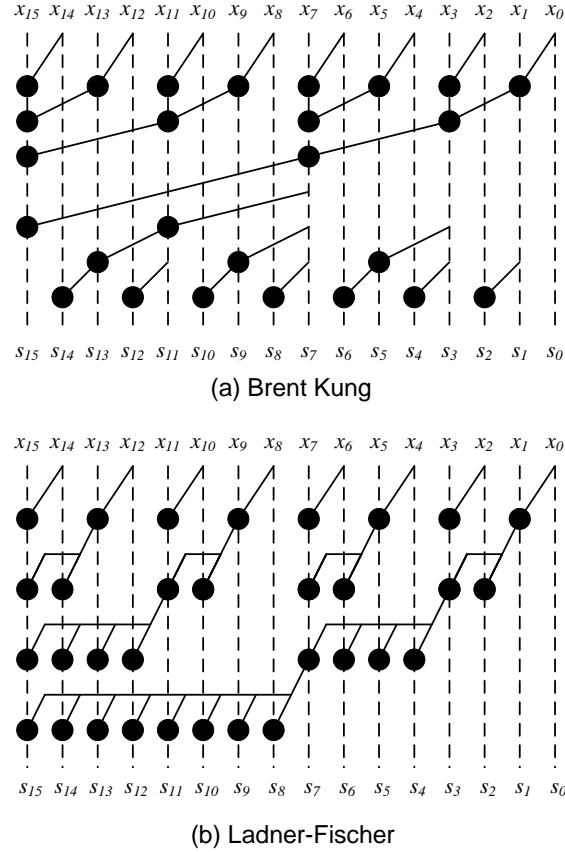 x15 x14 x13 x12 x11 x10 x9 x8 x7 x6 x5 x4 x3 x2 x1 x0
s15 s14 s13 s12 s11 s10 s9 s8 s7 s6 s5 s4 s3 s2 s1 s0
(a) Brent Kung
x15 x14 x13 x12 x11 x10 x9 x8 x7 x6 x5 x4 x3 x2 x1 x0
s15 s14 s13 s12 s11 s10 s9 s8 s7 s6 s5 s4 s3 s2 s1 s0
(b) Ladner-Fischer